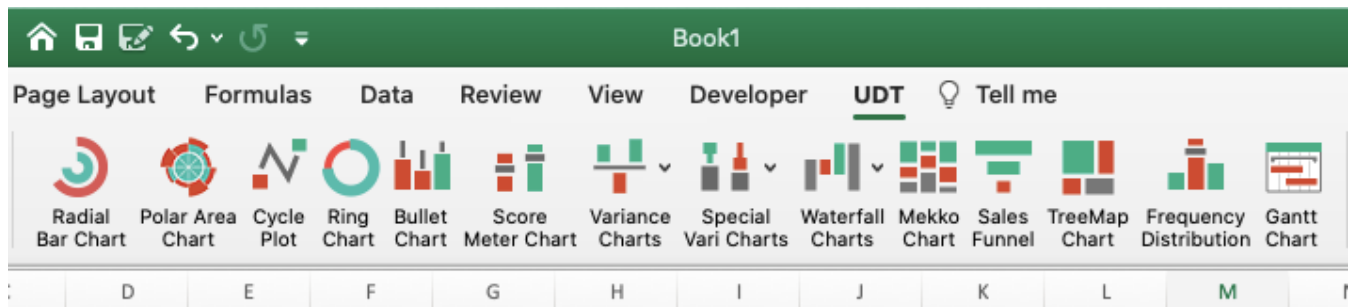 Book1
Page Layout Formulas Data Review View Developer UDT Tell me
Radial Polar Area Cycle Ring Bullet Score Variance Special Waterfall Mekko Sales TreeMap Frequency Gantt
Bar Chart Chart Plot Chart Chart Meter Chart Charts Vari Charts Charts Chart Funnel Chart Distribution Chart
D E F G H I J K L M